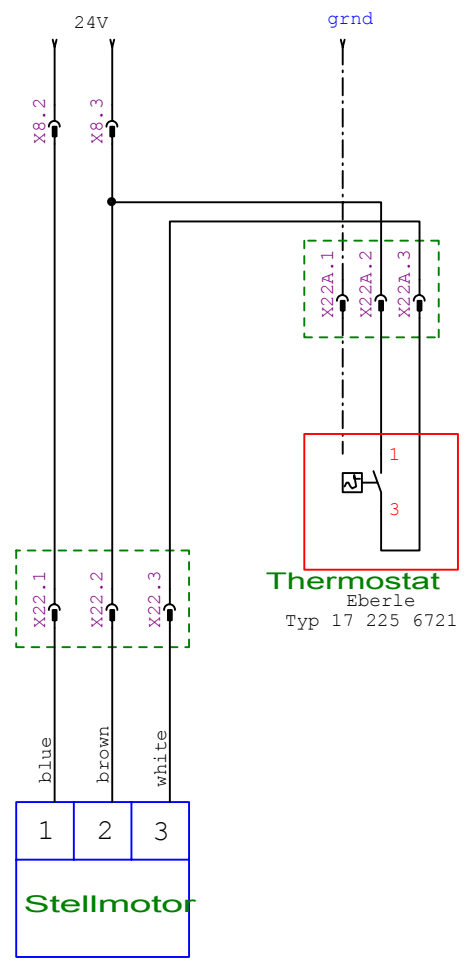 24V
grnd
X8.2
X8.3
X22A.1
X22A.2
X22A.3
1
3
Thermostat
Eberle
Typ 17 225 6721
X22.1
X22.2
X22.3
blue
brown
white
1 2 3
Stellmotor